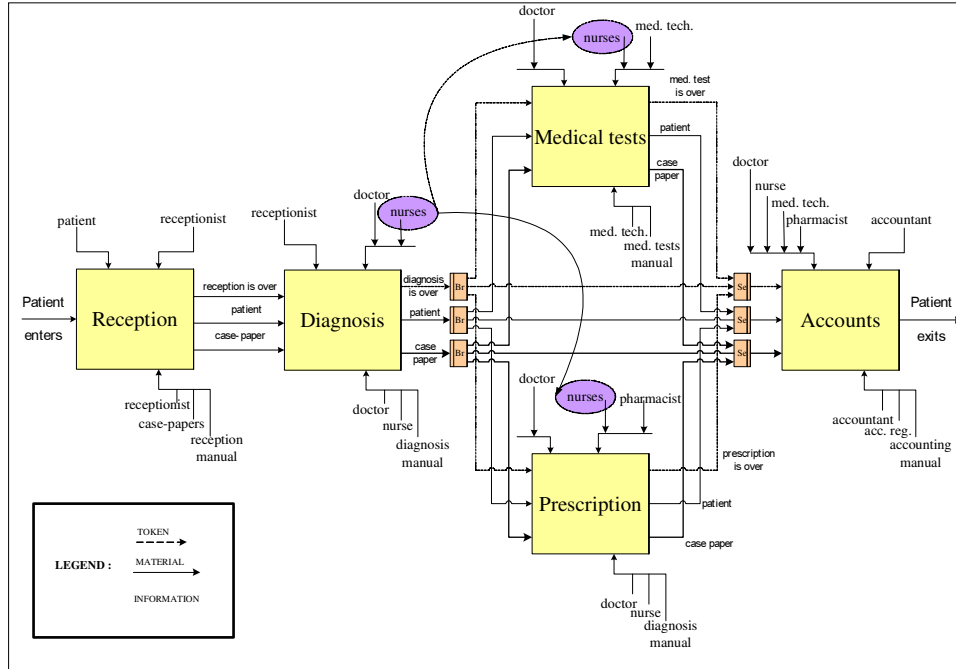 doctor
nurses
med. tech.
med. test
is over
Medical tests
patient
case
paper
med. tech.
med. tests
manual
doctor
nurses
receptionist
patient
receptionist
doctor
nurse
med. tech.
pharmacist
accountant
Patient
enters
Reception
reception is over
patient
case- paper
Diagnosis
diagnosis
is over
patient
case
paper
Br
Br
Br
Se
Se
Se
Accounts
Patient
exits
receptionist
case-papers
reception
manual
doctor
nurse
diagnosis
manual
accountant
acc. reg.
accounting
manual
doctor
nurses
pharmacist
prescription
is over
Prescription
patient
case paper
doctor
nurse
diagnosis
manual
LEGEND :
TOKEN
MATERIAL
INFORMATION